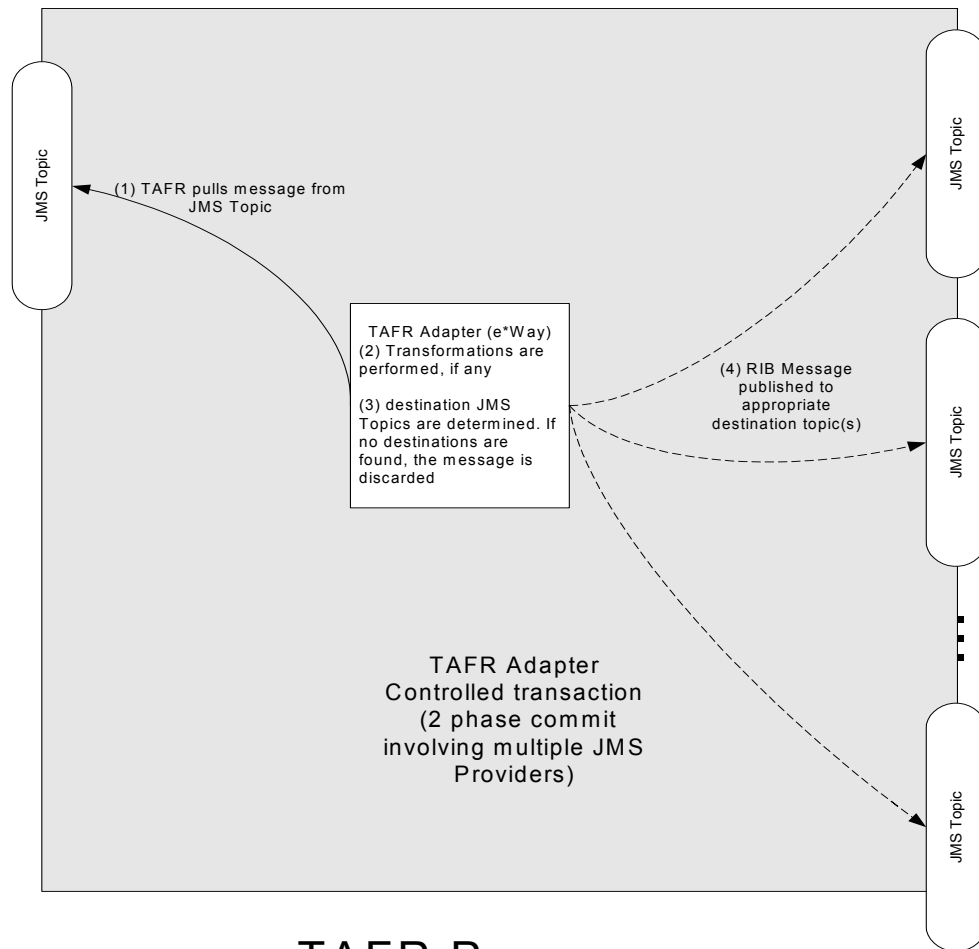 JMS Topic
JMS Topic
(1) TAFR pulls message from
JMS Topic
TAFR Adapter (e*Way)
(2) Transformations are
performed, if any
(3) destination JMS
Topics are determined. If
no destinations are
found, the message is
discarded
(4) RIB Message
published to
appropriate
destination topic(s)
JMS Topic
TAFR Adapter
Controlled transaction
(2 phase commit
involving multiple JMS
Providers)
JMS Topic